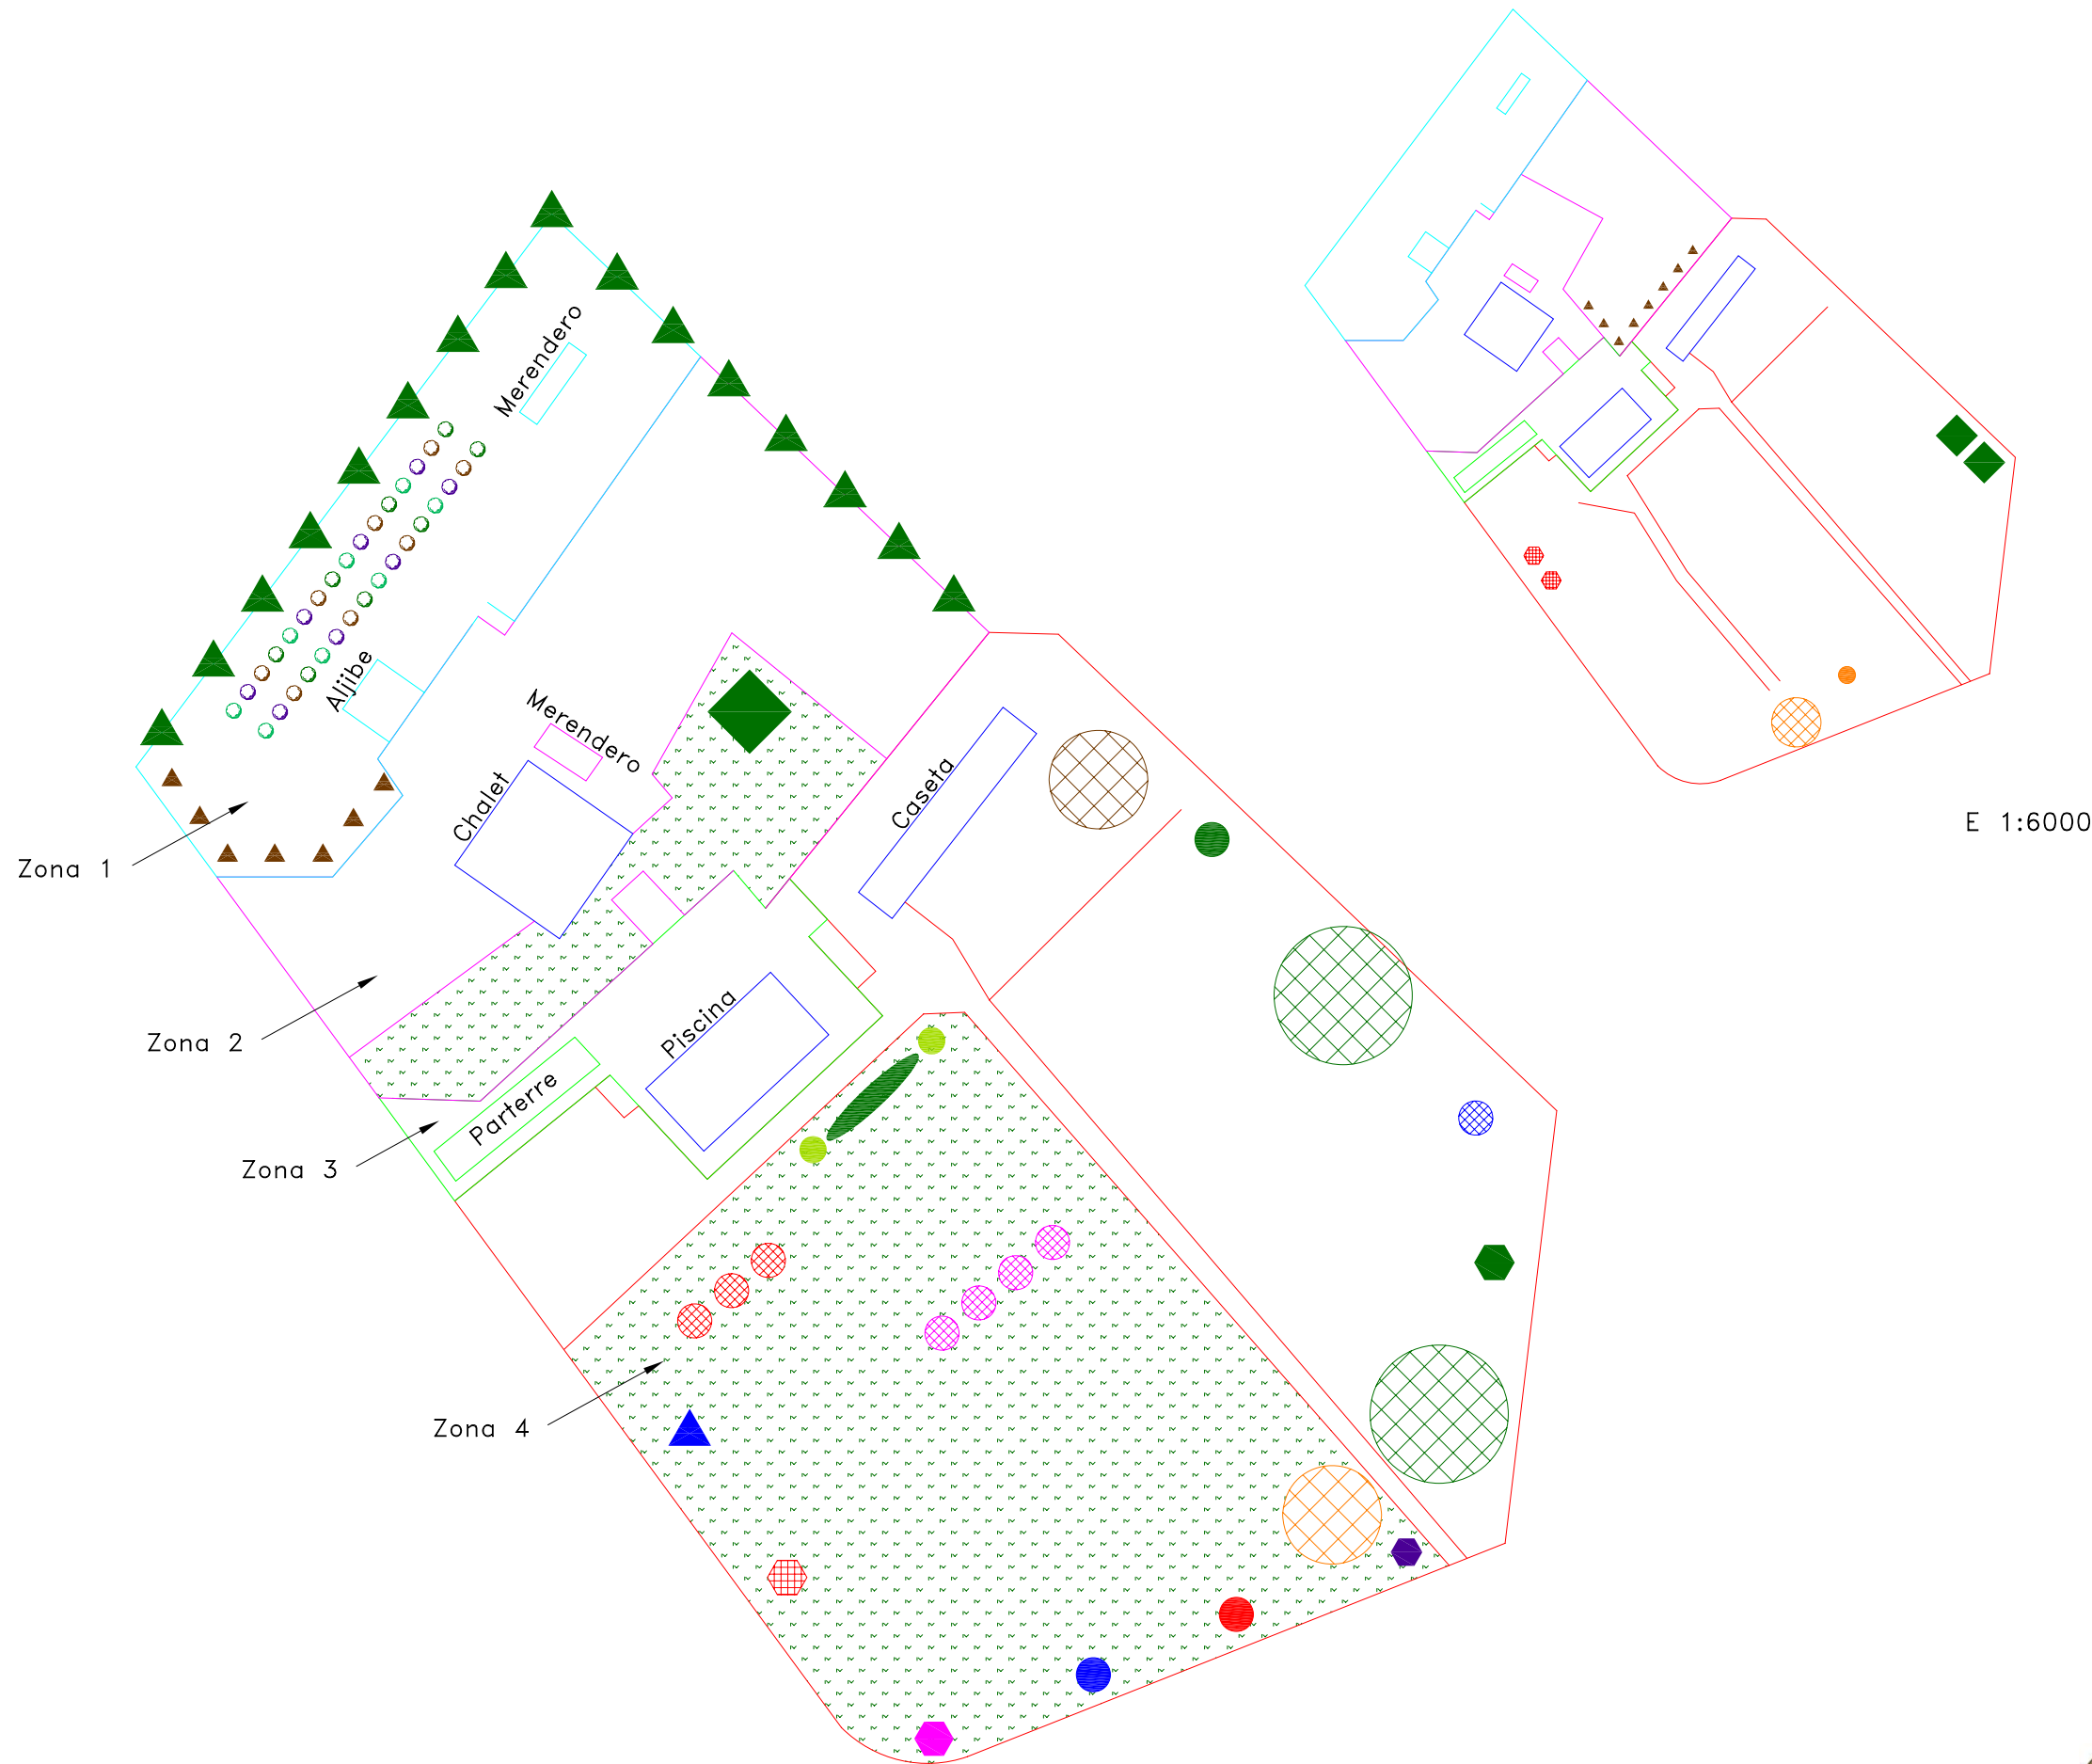 Merendero
Aljibe
Merendero
Chalet
Caseta
E 1:6000
Zona 1
Piscina
Zona 2
Parterre
Zona 3
Zona 4